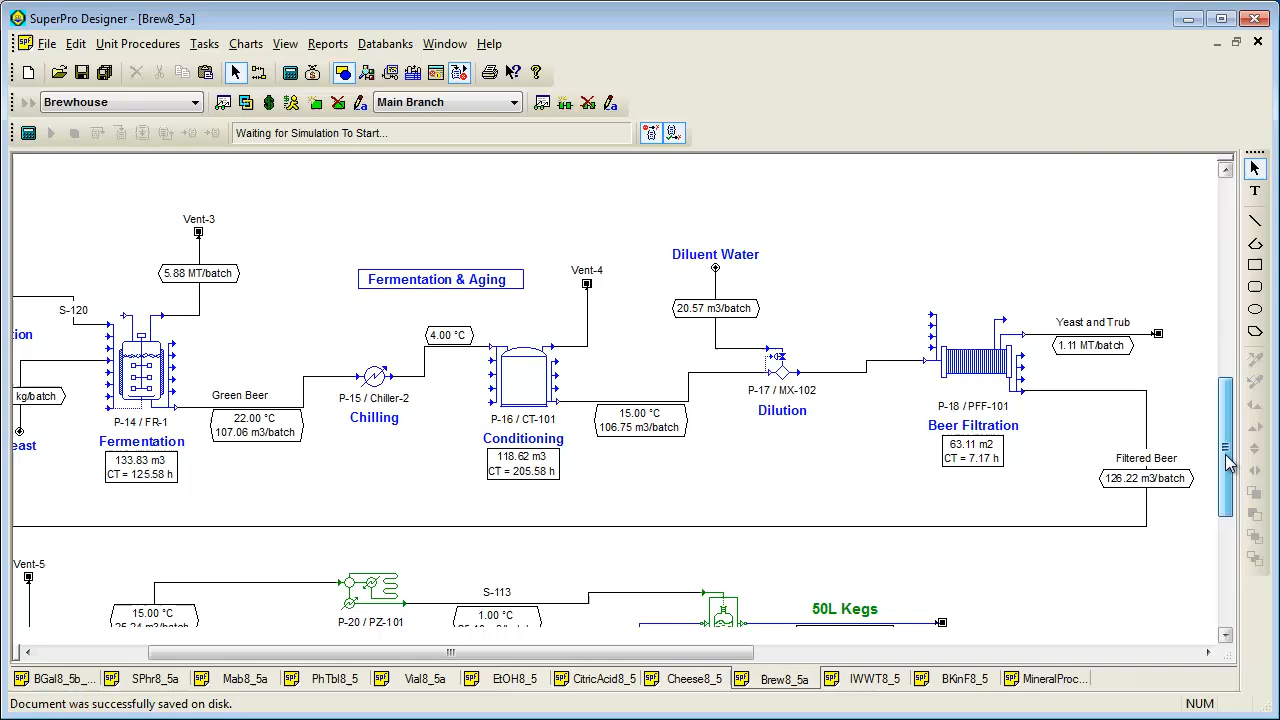 SuperPro Designer - [Brew8_5a]
File Edit Unit Procedures Tasks Charts View Reports Databanks Window Help
Brewhouse
Main Branch
Waiting for Simulation To Start...
Vent-3
5.88 MT/batch
Fermentation & Aging
Vent-4
Diluent Water
20.57 m3/batch
S-120
tion
4.00 °C
Yeast and Trub
1.11 MT/batch
kg/batch
east
Green Beer
22.00 °C
107.06 m3/batch
P-14 / FR-1
Fermentation
133.83 m3
CT = 125.58 h
P-15 / Chiller-2
Chilling
P-16 / CT-101
Conditioning
118.62 m3
CT = 205.58 h
15.00 °C
106.75 m3/batch
P-17 / MX-102
Dilution
P-18 / PFF-101
Beer Filtration
63.11 m2
CT = 7.17 h
Filtered Beer
126.22 m3/batch
Vent-5
15.00 °C
P-20 / PZ-101
S-113
1.00 °C
50L Kegs
BGal8_5b_... SPhr8_5a Mab8_5a PhTbl8_5 Vial8_5a EtOH8_5 CitricAcid8_5 Cheese8_5 Brew8_5a IWWT8_5 BKinF8_5 MineralProc...
Document was successfully saved on disk.
NUM